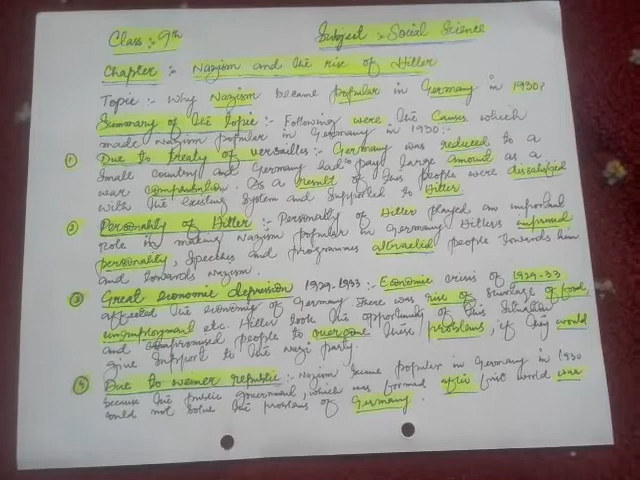 Class :- 9th Subject :- Social Science
Chapter :- Nazism and the rise of Hitler
Topic :- Why Nazism became popular in Germany in 1930?
Summary of the topic :- Following were the causes which
made nazism popular in Germany in 1930:-
① Due to treaty of versailles :- Germany was reduced to a
small country and Germany had to pay large amount as a
war . As a result of this people were dissatisfied
with the existing system and supported to Hitler.
② Personality of Hitler :- Personality of Hitler played an important
role in making Nazism popular in Germany Hitler's
personality, speeches and programmes attracted people towards him
and towards nazism.
③ Great economic depression 1929-1933 :- Economic crisis of 1929-33
affected the economy of Germany there was rise of shortage of food,
unemployment etc. Hitler took the opportunity of this situation
and people to overcome these problems, if they would
give support to the nazi party.
④ Due to weimer republic :- Nazism became popular in Germany in 1930
because the public government, which was formed after first world war
could not solve the problems of Germany.